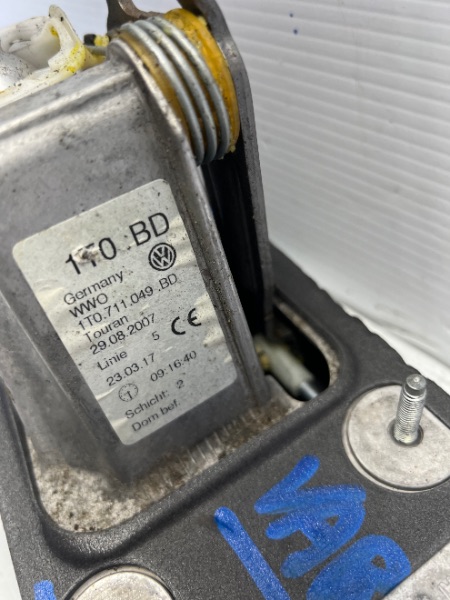 1T0 .BD
Germany
WWO
1T0.711.049 .BD
Touran
29.08.2007
Linie 5 CE
23.03.17
09:16:40
Schicht: 2
Dom bef.